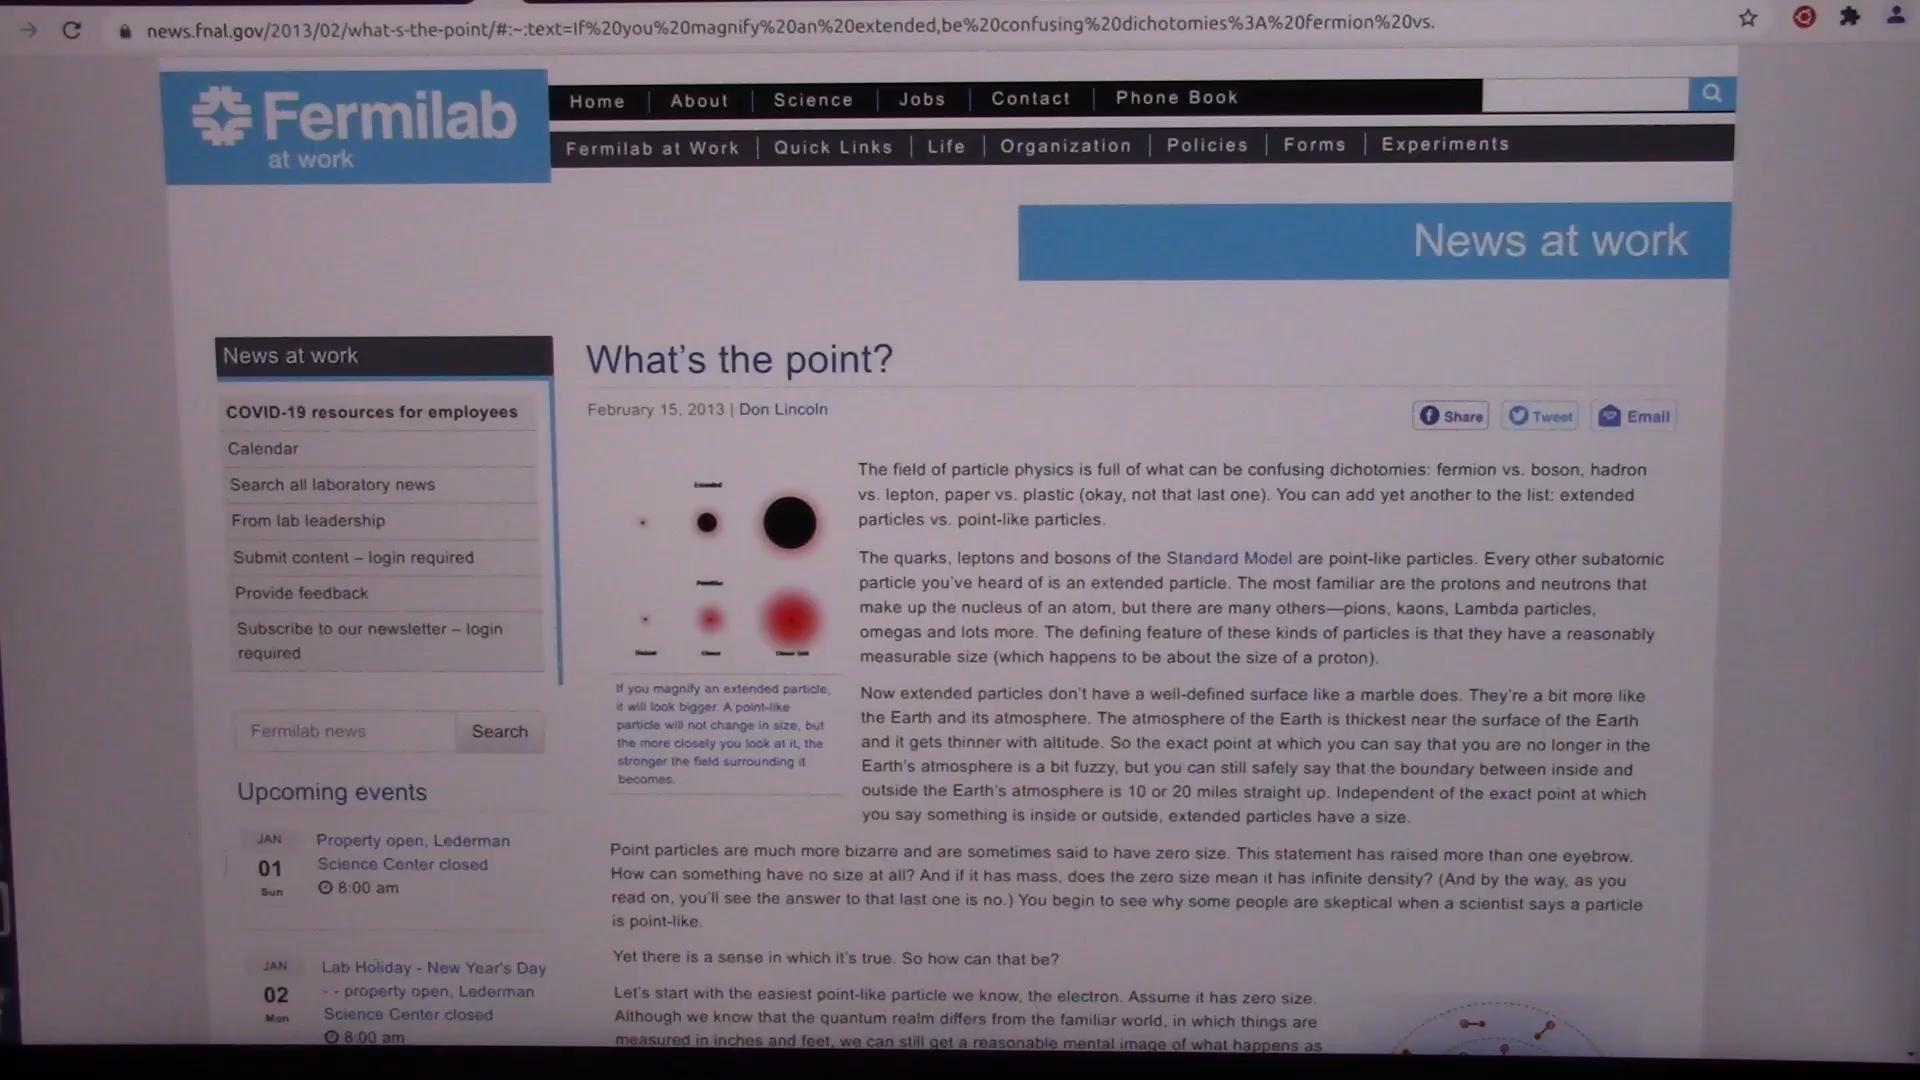 news.fnal.gov/2013/02/what-s-the-point/#:~:text=If%20you%20magnify%20an%20extended,be%20confusing%20dichotomies%3A%20fermion%20vs.
Fermilab
at work
Home
About
Science
Jobs
Contact
Phone Book
Fermilab at Work
Quick Links
Life
Organization
Policies
Forms
Experiments
News at work
News at work
COVID-19 resources for employees
Calendar
Search all laboratory news
From lab leadership
Submit content – login required
Provide feedback
Subscribe to our newsletter – login
required
Fermilab news
Search
Upcoming events
JAN
01
Sun
Property open, Lederman
Science Center closed
8:00 am
JAN
02
Mon
Lab Holiday - New Year's Day
- - property open, Lederman
Science Center closed
8:00 am
What's the point?
February 15, 2013 | Don Lincoln
Share
Tweet
Email
Extended
Pointlike
Distant
Closer
Closer Still
If you magnify an extended particle,
it will look bigger. A point-like
particle will not change in size, but
the more closely you look at it, the
stronger the field surrounding it
becomes.
The field of particle physics is full of what can be confusing dichotomies: fermion vs. boson, hadron
vs. lepton, paper vs. plastic (okay, not that last one). You can add yet another to the list: extended
particles vs. point-like particles.
The quarks, leptons and bosons of the Standard Model are point-like particles. Every other subatomic
particle you've heard of is an extended particle. The most familiar are the protons and neutrons that
make up the nucleus of an atom, but there are many others—pions, kaons, Lambda particles,
omegas and lots more. The defining feature of these kinds of particles is that they have a reasonably
measurable size (which happens to be about the size of a proton).
Now extended particles don't have a well-defined surface like a marble does. They're a bit more like
the Earth and its atmosphere. The atmosphere of the Earth is thickest near the surface of the Earth
and it gets thinner with altitude. So the exact point at which you can say that you are no longer in the
Earth's atmosphere is a bit fuzzy, but you can still safely say that the boundary between inside and
outside the Earth's atmosphere is 10 or 20 miles straight up. Independent of the exact point at which
you say something is inside or outside, extended particles have a size.
Point particles are much more bizarre and are sometimes said to have zero size. This statement has raised more than one eyebrow.
How can something have no size at all? And if it has mass, does the zero size mean it has infinite density? (And by the way, as you
read on, you'll see the answer to that last one is no.) You begin to see why some people are skeptical when a scientist says a particle
is point-like.
Yet there is a sense in which it's true. So how can that be?
Let's start with the easiest point-like particle we know, the electron. Assume it has zero size.
Although we know that the quantum realm differs from the familiar world, in which things are
measured in inches and feet, we can still get a reasonable mental image of what happens as